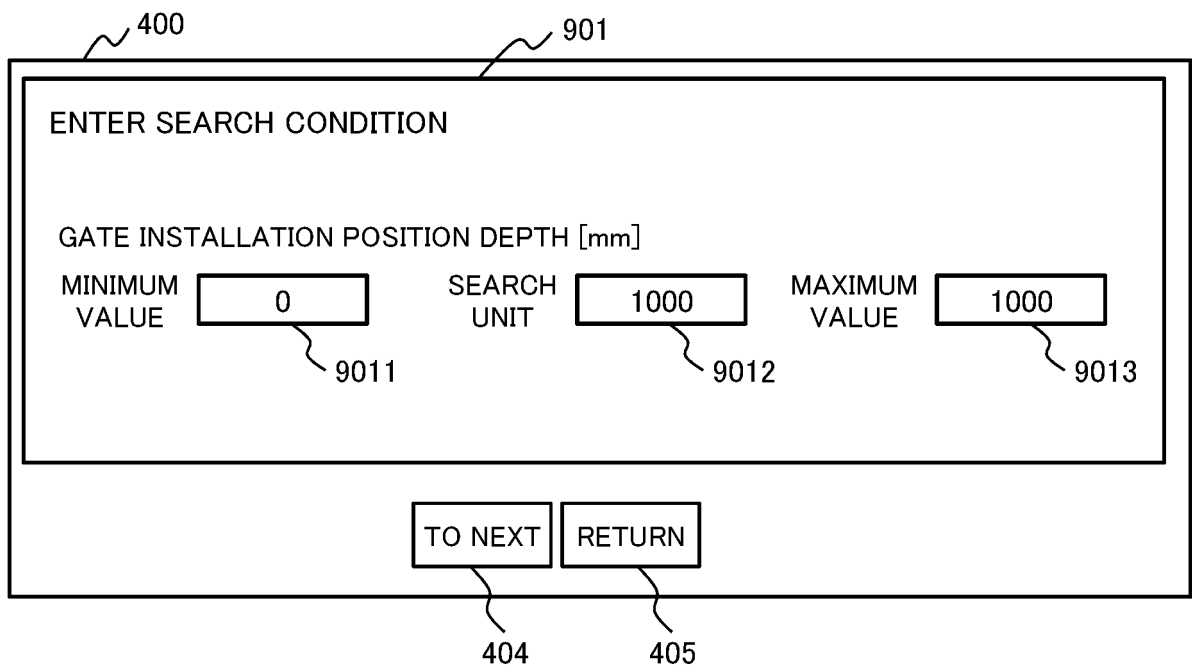 400
901
ENTER SEARCH CONDITION
GATE INSTALLATION POSITION DEPTH [mm]
MINIMUM
VALUE
0
9011
SEARCH
UNIT
1000
9012
MAXIMUM
VALUE
1000
9013
TO NEXT
RETURN
404
405